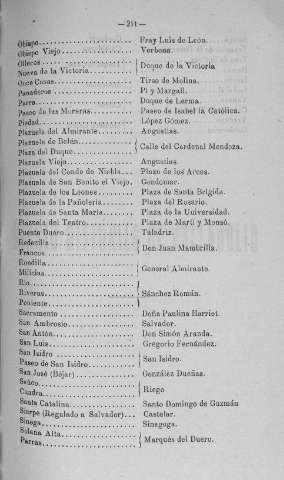 — 211 —
Obispo........ Fray Luis de León.
Obispo Viejo........ Verbena.
Olleros........
Nueva de la Victoria........ } Duque de la Victoria
Once Casas........ Tirso de Molina.
Panaderos........ Pi y Margall.
Parra........ Duque de Lerma.
Paseo de las Moreras........ Paseo de Isabel la Católica.
Piedad........ López Gómez.
Plazuela del Almirante........ Angustias.
Plazuela de Belén........
Plaza del Duque........ } Calle del Cardenal Mendoza.
Plazuela Vieja........ Angustias.
Plazuela del Conde de Niebla... Plaza de los Arces.
Plazuela de San Benito el Viejo. Gondomar.
Plazuela de los Leones........ Plaza de Santa Brígida.
Plazuela de la Pañolería........ Plaza del Rosario.
Plazuela de Santa María........ Plaza de la Universidad.
Plazuela del Teatro........ Plaza de Martí y Monsó.
Puente Duero........ Tudela
Redecilla........
Francos........ } Don Juan Mambrilla.
Rondilla........
Milicias........ } General Almirante.
Rio........
Riveras........
Poniente........ } Sánchez Román.
Sacramento........ Doña Paulina Harriet.
San Ambrosio........ Salvador.
San Antón........ Don Simón Aranda.
San Luis........ Gregorio Fernández.
San Isidro........
Paseo de San Isidro........ } San Isidro.
San José (Béjar)........ González Dueñas.
Cuadra........ } Riego
Santa Catalina........ Santo Domingo de Guzmán
Sierpe (Regalado a Salvador)... Castelar.
Sinega........ Sinagoga.
Solana Alta........
Parras........ } Marqués del Duero.